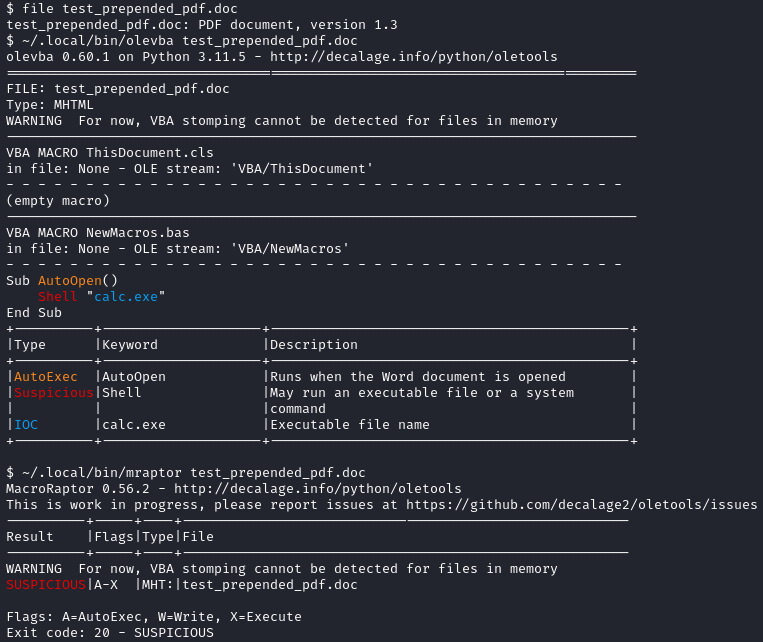 $ file test_prepended_pdf.doc
test_prepended_pdf.doc: PDF document, version 1.3
$ ~/.local/bin/olevba test_prepended_pdf.doc
olevba 0.60.1 on Python 3.11.5 - http://decalage.info/python/oletools
===============================================================================
FILE: test_prepended_pdf.doc
Type: MHTML
WARNING  For now, VBA stomping cannot be detected for files in memory
-------------------------------------------------------------------------------
VBA MACRO ThisDocument.cls
in file: None - OLE stream: 'VBA/ThisDocument'
- - - - - - - - - - - - - - - - - - - - - - - - - - - - - - - - - - - - - - -
(empty macro)
-------------------------------------------------------------------------------
VBA MACRO NewMacros.bas
in file: None - OLE stream: 'VBA/NewMacros'
- - - - - - - - - - - - - - - - - - - - - - - - - - - - - - - - - - - - - - -
Sub AutoOpen()
    Shell "calc.exe"
End Sub
+----------+--------------------+---------------------------------------------+
|Type      |Keyword             |Description                                  |
+----------+--------------------+---------------------------------------------+
|AutoExec  |AutoOpen            |Runs when the Word document is opened        |
|Suspicious|Shell               |May run an executable file or a system       |
|          |                    |command                                      |
|IOC       |calc.exe            |Executable file name                         |
+----------+--------------------+---------------------------------------------+

$ ~/.local/bin/mraptor test_prepended_pdf.doc
MacroRaptor 0.56.2 - http://decalage.info/python/oletools
This is work in progress, please report issues at https://github.com/decalage2/oletools/issues
----------+-----+----+--------------------------------------------------------
Result    |Flags|Type|File
----------+-----+----+--------------------------------------------------------
WARNING  For now, VBA stomping cannot be detected for files in memory
SUSPICIOUS|A-X  |MHT:|test_prepended_pdf.doc

Flags: A=AutoExec, W=Write, X=Execute
Exit code: 20 - SUSPICIOUS